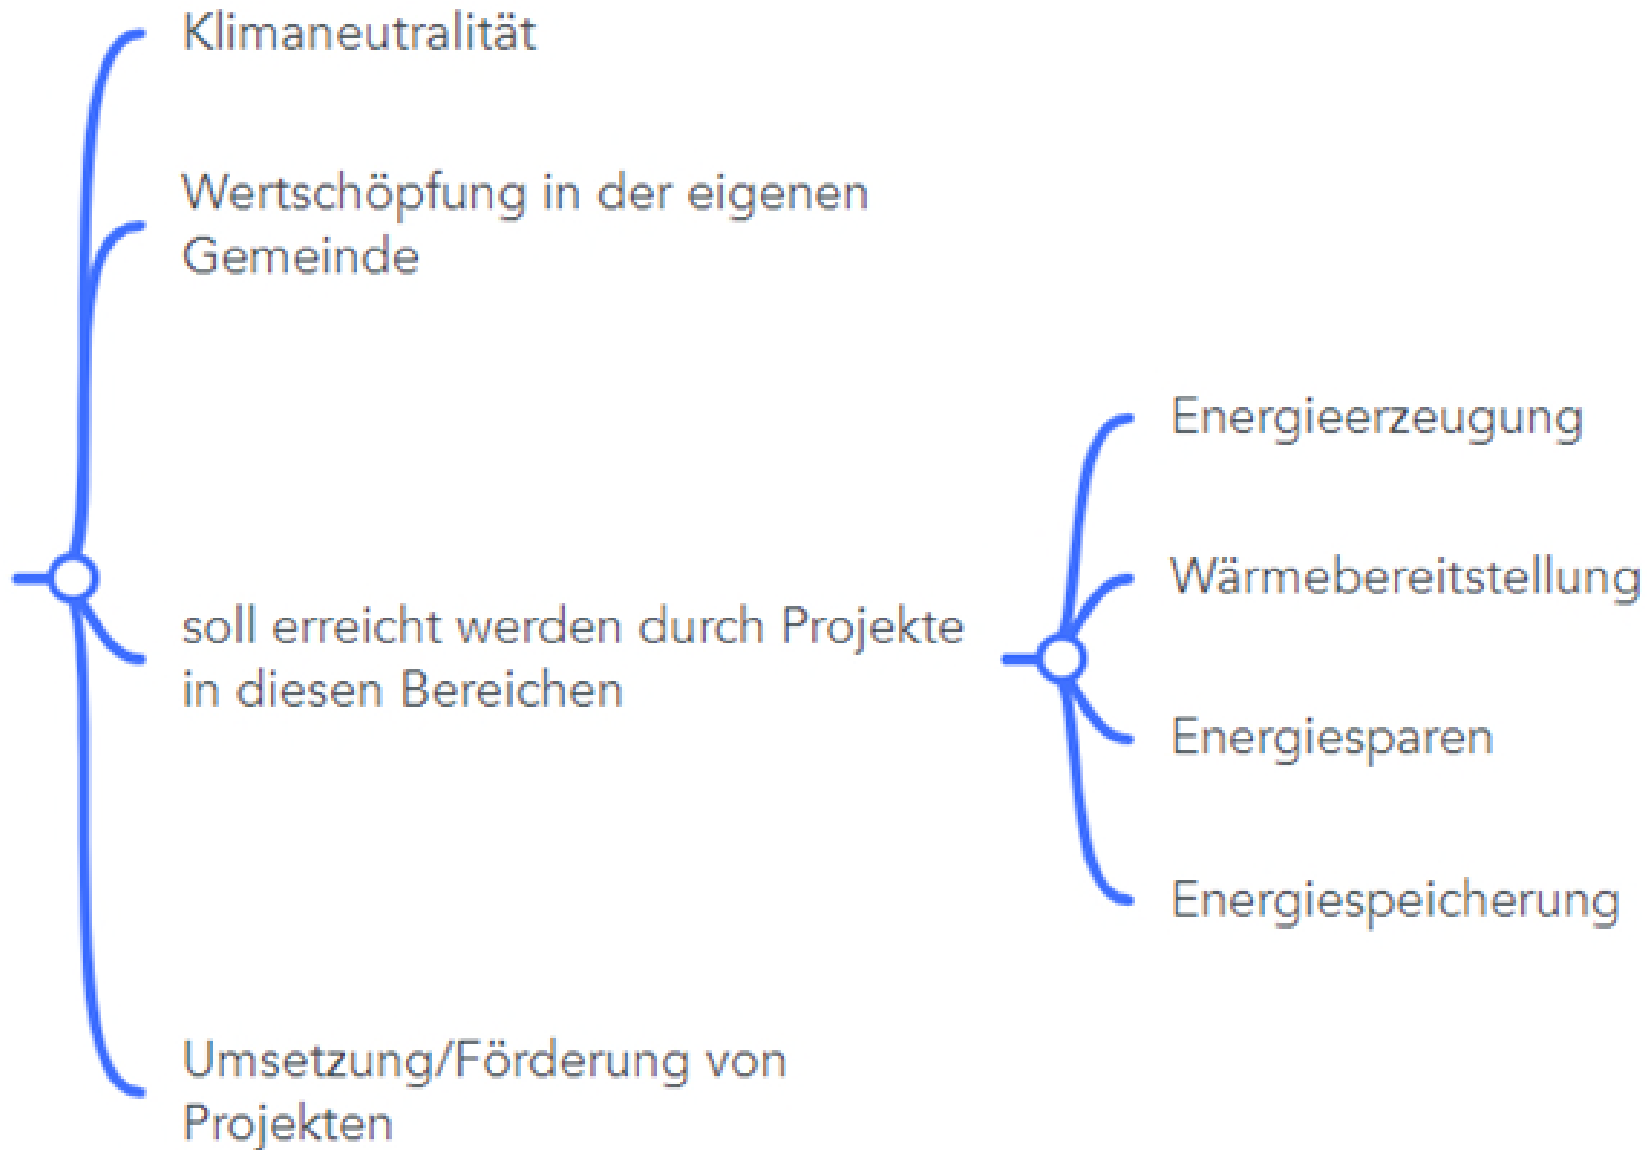 Klimaneutralität
Wertschöpfung in der eigenen
Gemeinde
soll erreicht werden durch Projekte
in diesen Bereichen
Energieerzeugung
Wärmebereitstellung
Energiesparen
Energiespeicherung
Umsetzung/Förderung von
Projekten